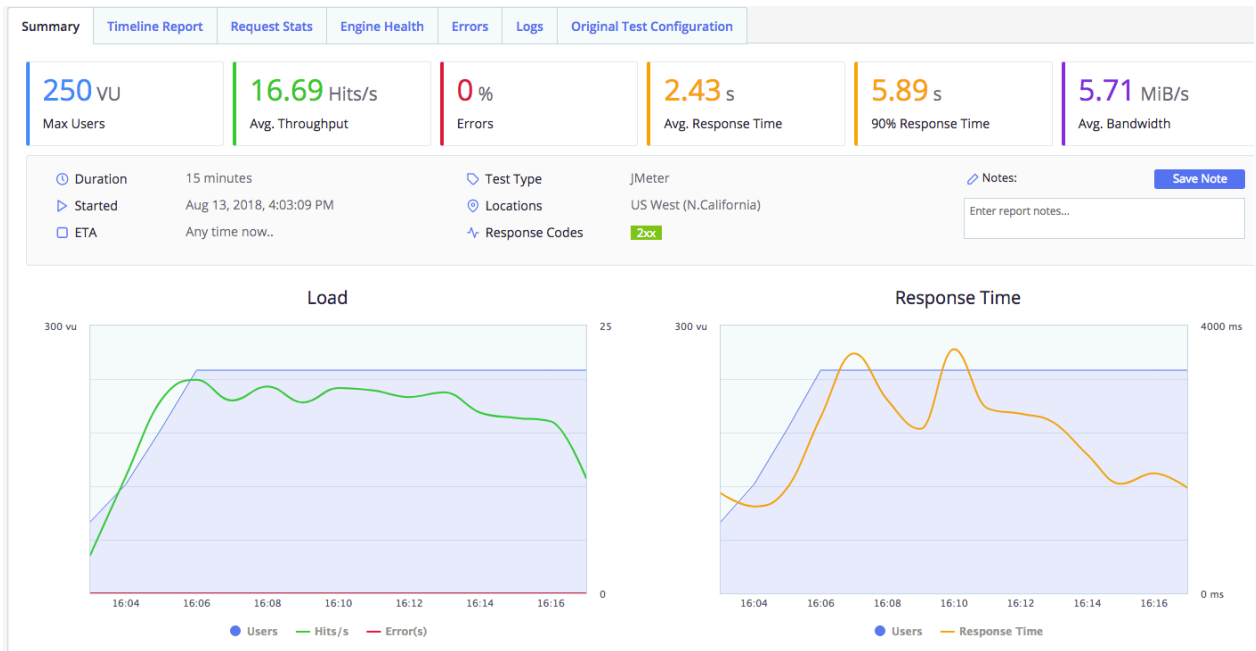 Summary Timeline Report Request Stats Engine Health Errors Logs Original Test Configuration
250 VU
Max Users
16.69 Hits/s
Avg. Throughput
0 %
Errors
2.43 s
Avg. Response Time
5.89 s
90% Response Time
5.71 MiB/s
Avg. Bandwidth
Duration 15 minutes
Started Aug 13, 2018, 4:03:09 PM
ETA Any time now..
Test Type JMeter
Locations US West (N.California)
Response Codes 2xx
Notes: Save Note
Enter report notes...
Load
300 vu 25
0
16:04 16:06 16:08 16:10 16:12 16:14 16:16
Users Hits/s Error(s)
Response Time
300 vu 4000 ms
0 ms
16:04 16:06 16:08 16:10 16:12 16:14 16:16
Users Response Time